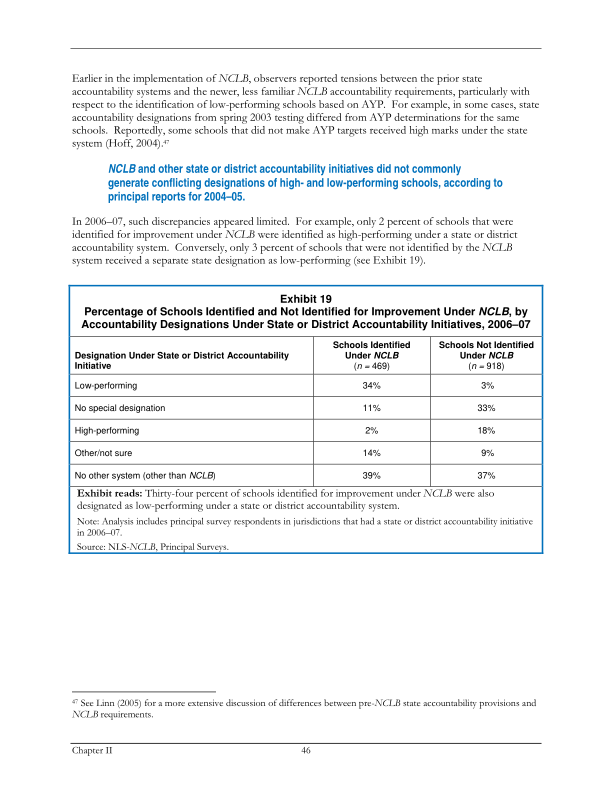 Earlier in the implementation of NCLB, observers reported tensions between the prior state
accountability systems and the newer, less familiar NCLB accountability requirements, particularly with
respect to the identification of low-performing schools based on AYP. For example, in some cases, state
accountability designations from spring 2003 testing differed from AYP determinations for the same
schools. Reportedly, some schools that did not make AYP targets received high marks under the state
system (Hoff, 2004).47
NCLB and other state or district accountability initiatives did not commonly
generate conflicting designations of high- and low-performing schools, according to
principal reports for 2004–05.
In 2006–07, such discrepancies appeared limited. For example, only 2 percent of schools that were
identified for improvement under NCLB were identified as high-performing under a state or district
accountability system. Conversely, only 3 percent of schools that were not identified by the NCLB
system received a separate state designation as low-performing (see Exhibit 19).
Exhibit 19
Percentage of Schools Identified and Not Identified for Improvement Under NCLB, by
Accountability Designations Under State or District Accountability Initiatives, 2006–07
Designation Under State or District Accountability
Initiative
Schools Identified
Under NCLB
(n = 469)
Schools Not Identified
Under NCLB
(n = 918)
Low-performing 34% 3%
No special designation 11% 33%
High-performing 2% 18%
Other/not sure 14% 9%
No other system (other than NCLB) 39% 37%
Exhibit reads: Thirty-four percent of schools identified for improvement under NCLB were also
designated as low-performing under a state or district accountability system.
Note: Analysis includes principal survey respondents in jurisdictions that had a state or district accountability initiative
in 2006–07.
Source: NLS-NCLB, Principal Surveys.
47 See Linn (2005) for a more extensive discussion of differences between pre-NCLB state accountability provisions and
NCLB requirements.
Chapter II 46